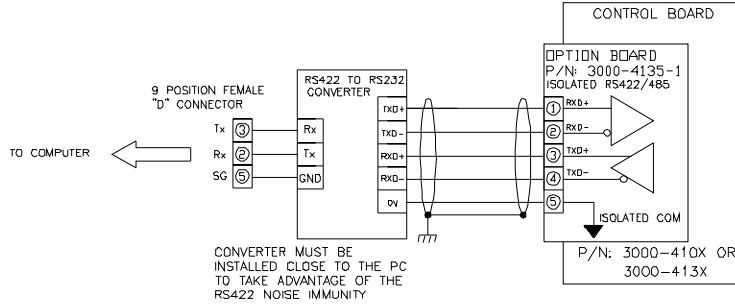 CONTROL BOARD
OPTION BOARD
P/N: 3000-4135-1
ISOLATED RS422/485
RS422 TO RS232
CONVERTER
9 POSITION FEMALE
"D" CONNECTOR
TXD+ 1 RXD+
Tx 3 Rx
TXD- 2 RXD-
TO COMPUTER
Rx 2 Tx
RXD+ 3 TXD+
SG 5 GND
RXD- 4 TXD-
0V 5
ISOLATED COM
CONVERTER MUST BE
INSTALLED CLOSE TO THE PC
TO TAKE ADVANTAGE OF THE
RS422 NOISE IMMUNITY
P/N: 3000-410X OR
3000-413X